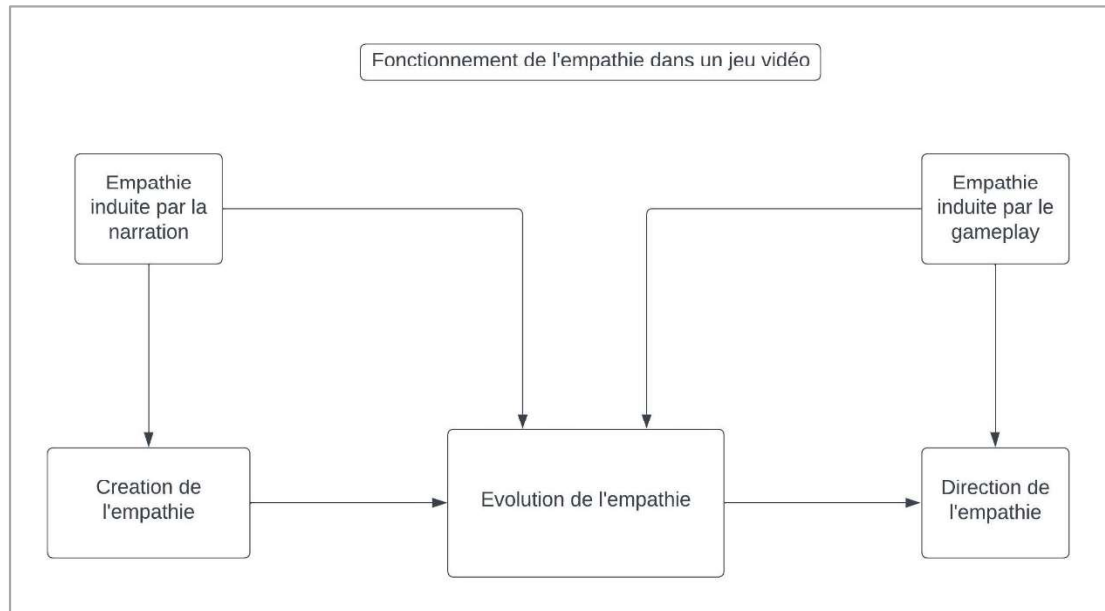 Fonctionnement de l'empathie dans un jeu vidéo
Empathie
induite par la
narration
Empathie
induite par le
gameplay
Creation de
l'empathie
Evolution de l'empathie
Direction de
l'empathie